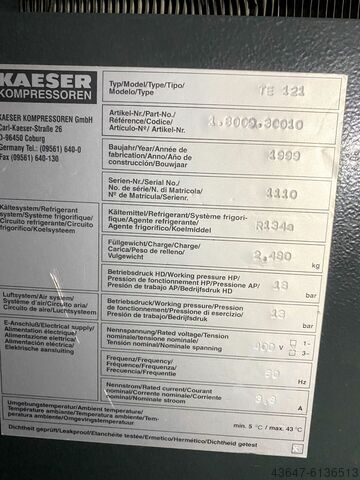 KAESER
KOMPRESSOREN
KAESER KOMPRESSOREN GmbH
Carl-Kaeser-Straße 26
D-96450 Coburg
Germany Tel.: (09561) 640-0
Fax (09561) 640-130
Typ/Model/Type/Tipo/
Modelo/Type
TE 121
Artikel-Nr./Part-No./
Référence/Codice/
Artículo-Nº/ Artikel-Nr.
1.8009.30010
Baujahr/Year/Année de
fabrication/Anno/Año de
construcción/Bouwjaar
1999
Serien-Nr./Serial No./
No. de série/N. di Matricola/
Nº de Matrícula/Serienr.
1110
Kältesystem/Refrigerant
system/Système frigorifique/
Circuito frigorifico/Circuito
frigorífico/Koelsysteem
Kältemittel/Refrigerant/Système frigori-
fique/Agente refrigerante/
Agente frigorífico/Koelmiddel
R134a
Füllgewicht/Charge/Charge/
Carica/Peso de relleno/
Vulgewicht
2,490
kg
Betriebsdruck HD/Working pressure HP/
Pression de fonctionnement HP/Pressione AP/
Presión de trabajo AP/Bedrijfsdruk HD
18
bar
Luftsystem/Air system/
Système d'air/Circuito aria/
Circuito de aire/Luchtsysteem
Betriebsdruck/Working pressure/Pression
de fonctionnement/Pressione di esercizio/
Presión de trabajo/Bedrijfsdruk
13
bar
E-Anschluß/Electrical supply/
Alimentation électrique/
Alimentazione elettrica/
Alimentación eléctrica/
Elektrische aansluiting
Nennspannung/Rated voltage/Tension
nominale/tensione nominale/
Tensión nominal/Nominale spanning
400
V
1~
3~
Frequenz/Frequency/
Fréquence/Frequenza/
Frecuencia/Frequentie
Hz
Nennstrom/Rated current/Courant
nominal/Corrente nominale/Corriente
nominal/Nominale stroom
A
Umgebungstemperatur/Ambient temperature/
Température ambiante/Temperatura ambiente/
Temperatura ambiente/Omgevingstemperatuur
min. 5 °C / max. 43 °C
Dichtheit geprüft/Leakproof/Etanchéite testée/Ermetico/Hermético/Dichtheid getest
43647-6136513